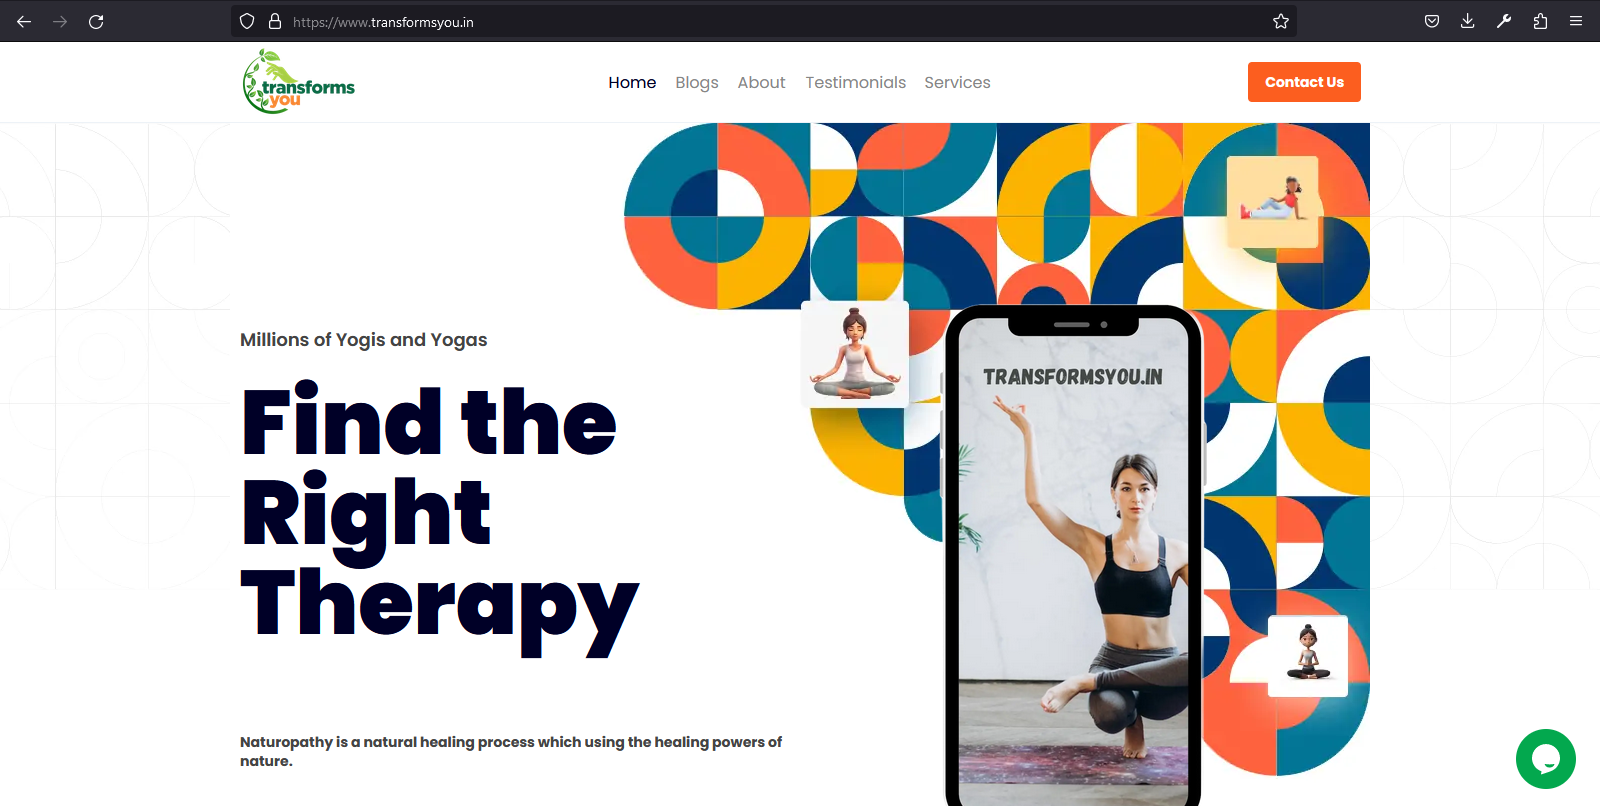 https://www.transformsyou.in
transforms
you
Home Blogs About Testimonials Services
Contact Us
Millions of Yogis and Yogas
Find the
Right
Therapy
Naturopathy is a natural healing process which using the healing powers of
nature.
TRANSFORMSYOU.IN